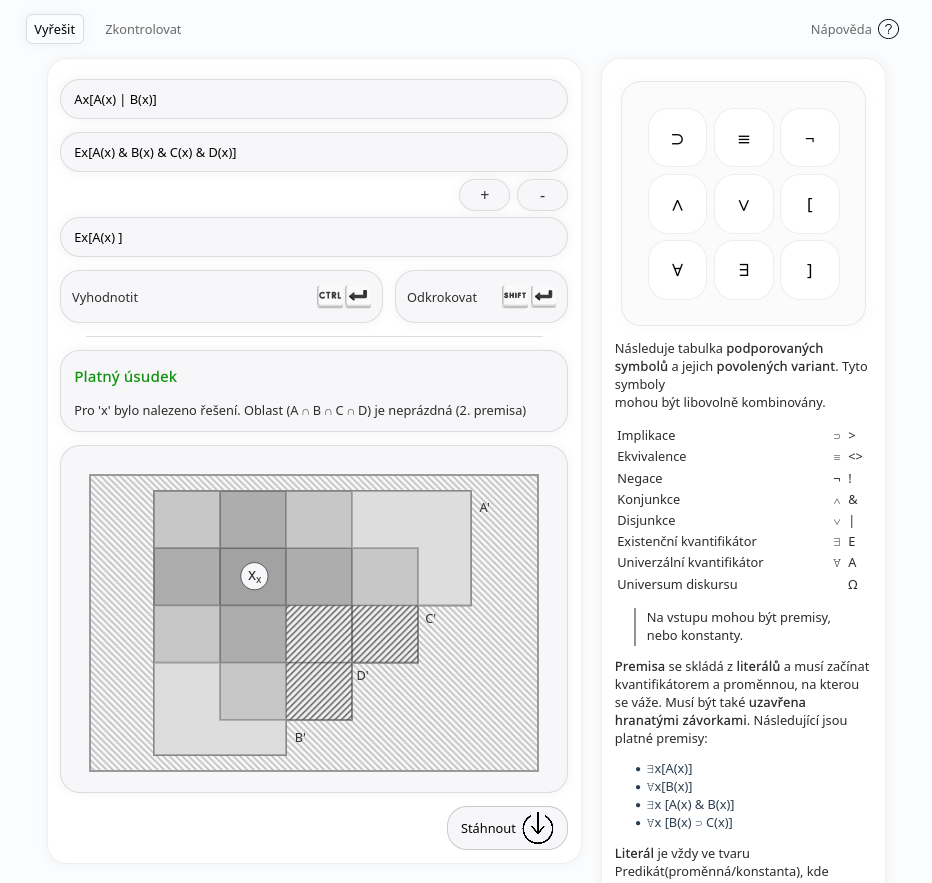 Vyřešit Zkontrolovat Nápověda ?
Ax[A(x) | B(x)]
Ex[A(x) & B(x) & C(x) & D(x)]
+ -
Ex[A(x) ]
Vyhodnotit CTRL
Odkrokovat SHIFT
Platný úsudek
Pro 'x' bylo nalezeno řešení. Oblast (A ∩ B ∩ C ∩ D) je neprázdná (2. premisa)
A'
Xx
C'
D'
B'
Stáhnout
⊃ ≡ ¬
∧ ∨ [
∀ ∃ ]
Následuje tabulka podporovaných
symbolů a jejich povolených variant. Tyto
symboly
mohou být libovolně kombinovány.
Implikace ⊃ >
Ekvivalence ≡ <>
Negace ¬ !
Konjunkce ∧ &
Disjunkce ∨ |
Existenční kvantifikátor ∃ E
Univerzální kvantifikátor ∀ A
Universum diskursu Ω
Na vstupu mohou být premisy,
nebo konstanty.
Premisa se skládá z literálů a musí začínat
kvantifikátorem a proměnnou, na kterou
se váže. Musí být také uzavřena
hranatými závorkami. Následující jsou
platné premisy:
• ∃x[A(x)]
• ∀x[B(x)]
• ∃x [A(x) & B(x)]
• ∀x [B(x) ⊃ C(x)]
Literál je vždy ve tvaru
Predikát(proměnná/konstanta), kde